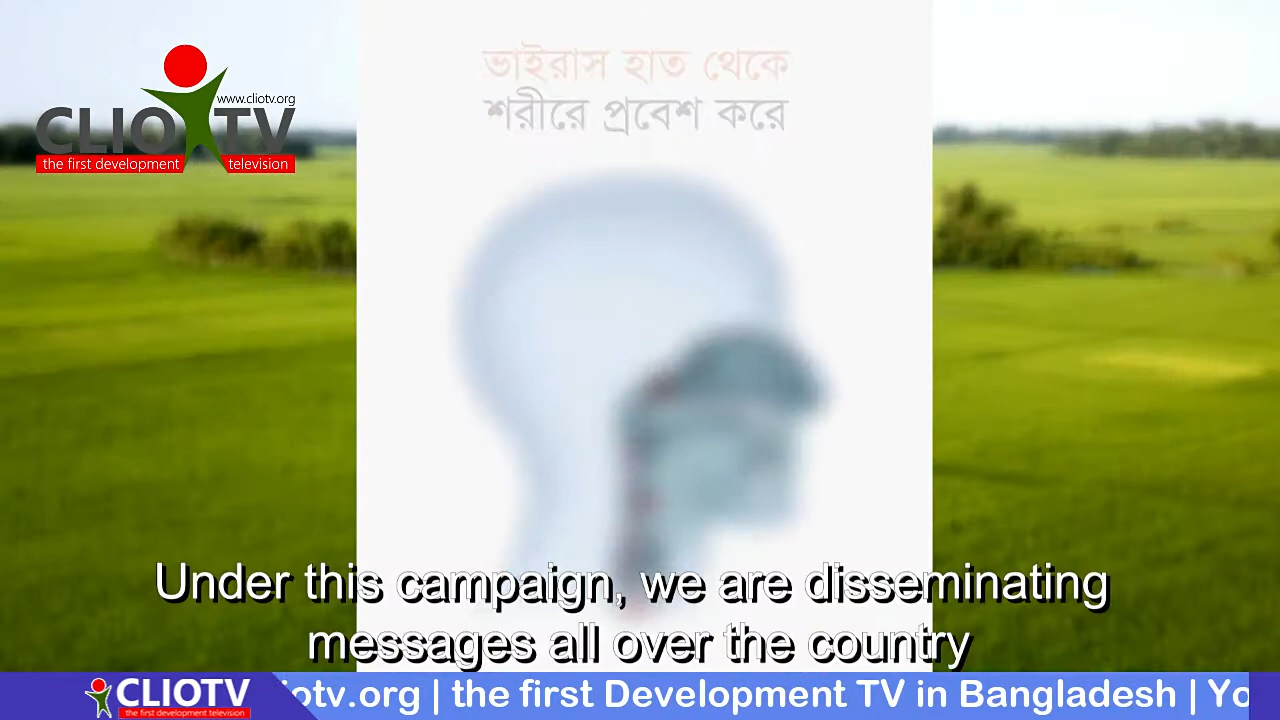 ভাইরাস হাত থেকে
শরীরে প্রবেশ করে
www.cliotv.org
CLIO TV
the first development television
Under this campaign, we are disseminating
messages all over the country
CLIOTV
the first development television
iotv.org | the first Development TV in Bangladesh | Yo